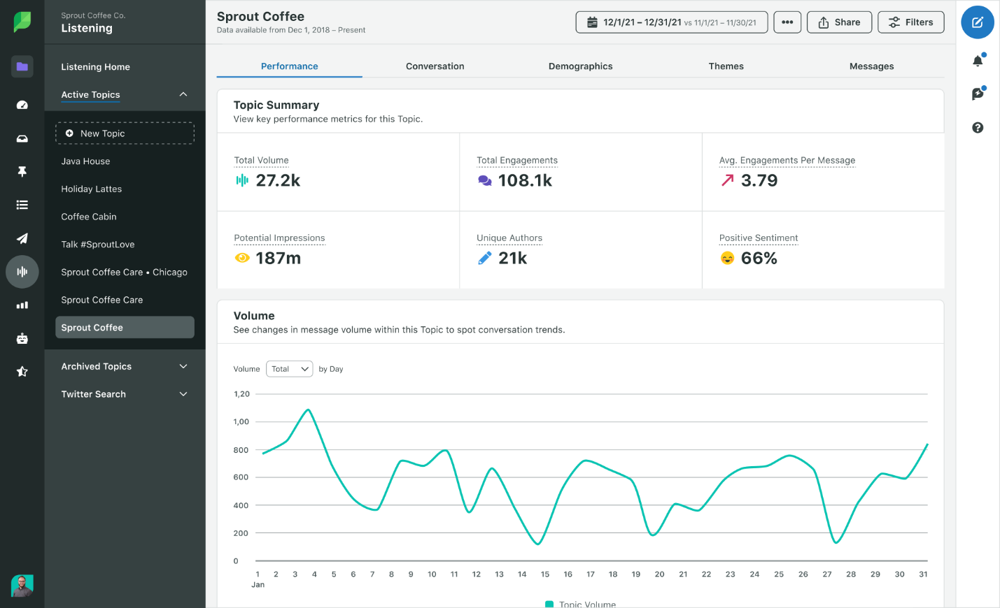 Sprout Coffee Co.
Listening
Listening Home
Active Topics
New Topic
Java House
Holiday Lattes
Coffee Cabin
Talk #SproutLove
Sprout Coffee Care • Chicago
Sprout Coffee Care
Sprout Coffee
Archived Topics
Twitter Search
Sprout Coffee
Data available from Dec 1, 2018 – Present
12/1/21 – 12/31/21 vs 11/1/21 – 11/30/21
Share
Filters
Performance Conversation Demographics Themes Messages
Topic Summary
View key performance metrics for this Topic.
Total Volume
27.2k
Total Engagements
108.1k
Avg. Engagements Per Message
3.79
Potential Impressions
187m
Unique Authors
21k
Positive Sentiment
66%
Volume
See changes in message volume within this Topic to spot conversation trends.
Volume Total by Day
1,20
1,00
800
600
400
200
0
1 2 3 4 5 6 7 8 9 10 11 12 13 14 15 16 17 18 19 20 21 22 23 24 25 26 27 28 29 30 31
Jan
Topic Volume